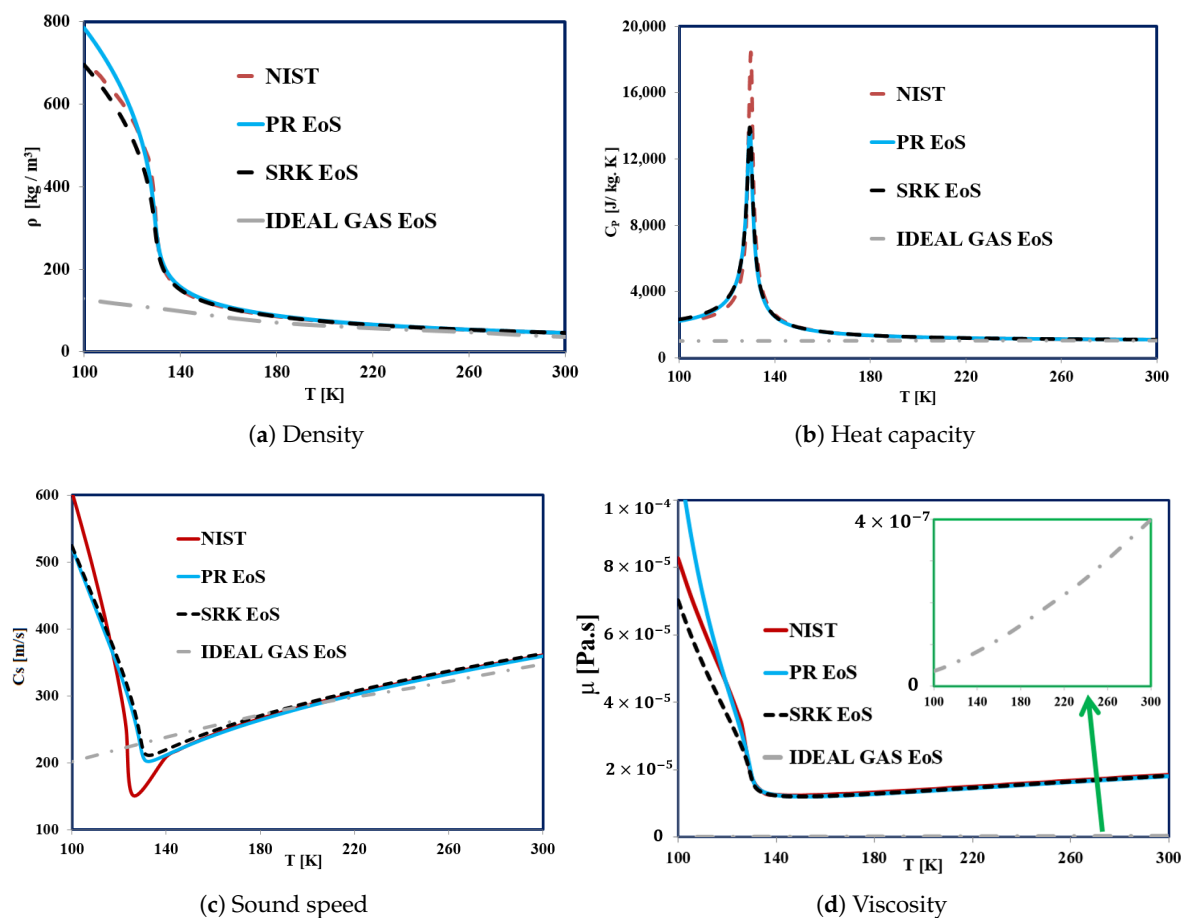 800
600
400
200
0
ρ [kg / m³]
NIST
PR EoS
SRK EoS
IDEAL GAS EoS
100 140 180 220 260 300
T [K]
(a) Density
20,000
16,000
12,000
8,000
4,000
0
C_P [J/ kg. K]
NIST
PR EoS
SRK EoS
IDEAL GAS EoS
100 140 180 220 260 300
T [K]
(b) Heat capacity
600
500
400
300
200
100
Cs [m/s]
NIST
PR EoS
SRK EoS
IDEAL GAS EoS
100 140 180 220 260 300
T [K]
(c) Sound speed
1 × 10⁻⁴
8 × 10⁻⁵
6 × 10⁻⁵
4 × 10⁻⁵
2 × 10⁻⁵
0
μ [Pa.s]
NIST
PR EoS
SRK EoS
IDEAL GAS EoS
4 × 10⁻⁷
0
100 140 180 220 260 300
100 140 180 220 260 300
T [K]
(d) Viscosity